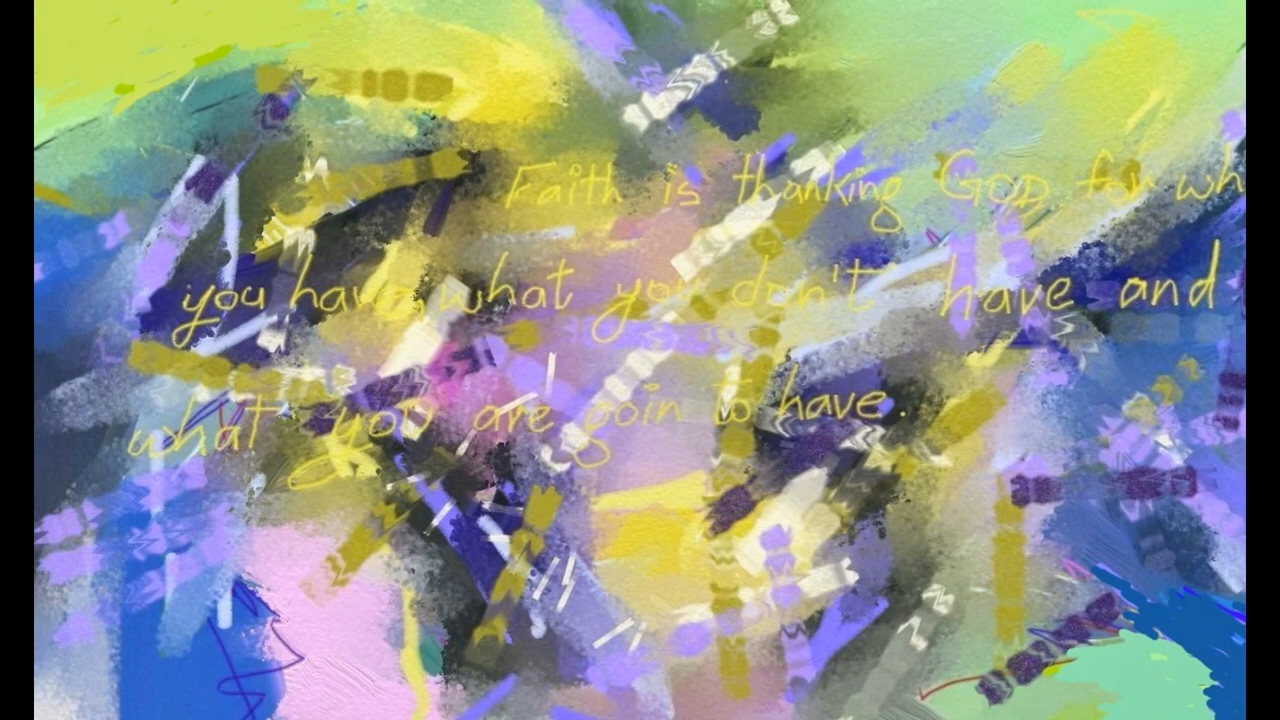 Faith is thanking GOD for wh
you have, what you don't have and
what you are goin to have.